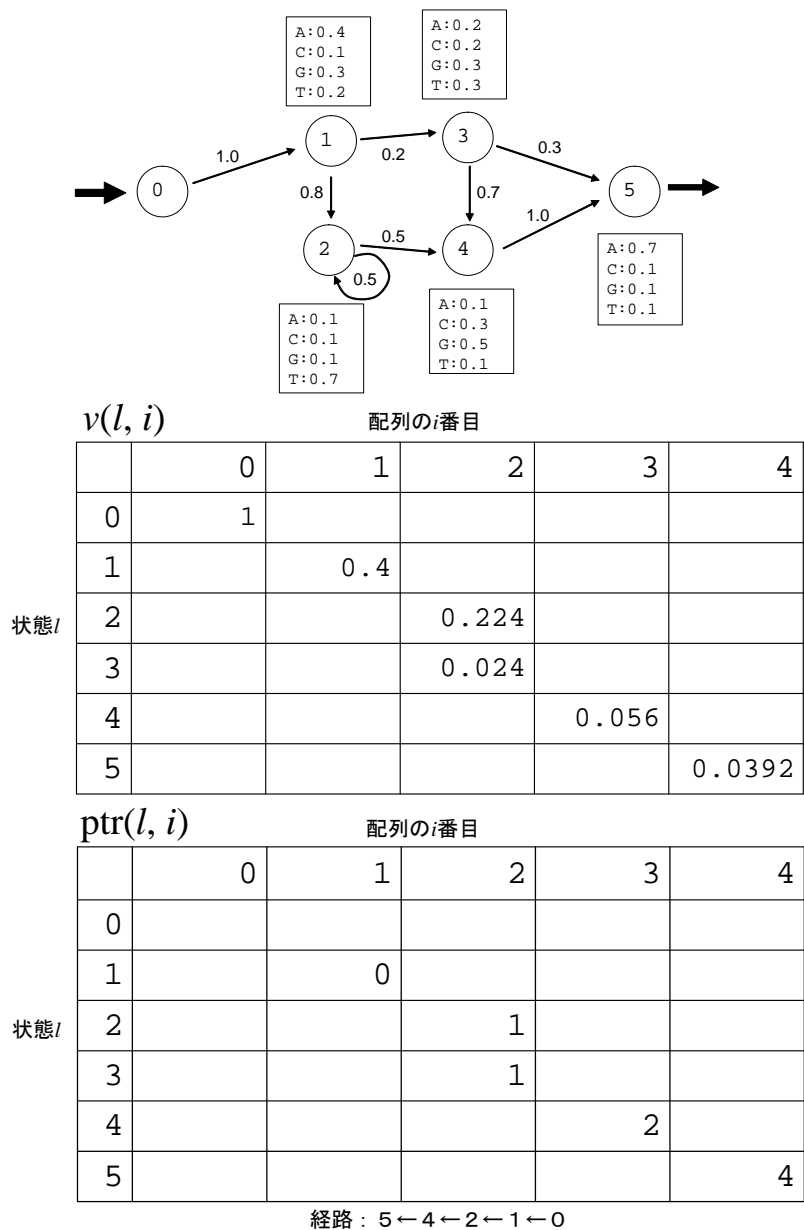 A:0.4
C:0.1
G:0.3
T:0.2
A:0.2
C:0.2
G:0.3
T:0.3
1.0
0.2
0.3
0.8
0.7
0.5
1.0
0.5
0
1
3
2
4
5
A:0.1
C:0.1
G:0.1
T:0.7
A:0.1
C:0.3
G:0.5
T:0.1
A:0.7
C:0.1
G:0.1
T:0.1
v(l, i) 配列のi番目
0 1 2 3 4
0 1
1 0.4
状態l 2 0.224
3 0.024
4 0.056
5 0.0392
ptr(l, i) 配列のi番目
0 1 2 3 4
0
1 0
状態l 2 1
3 1
4 2
5 4
経路：５←４←２←１←０